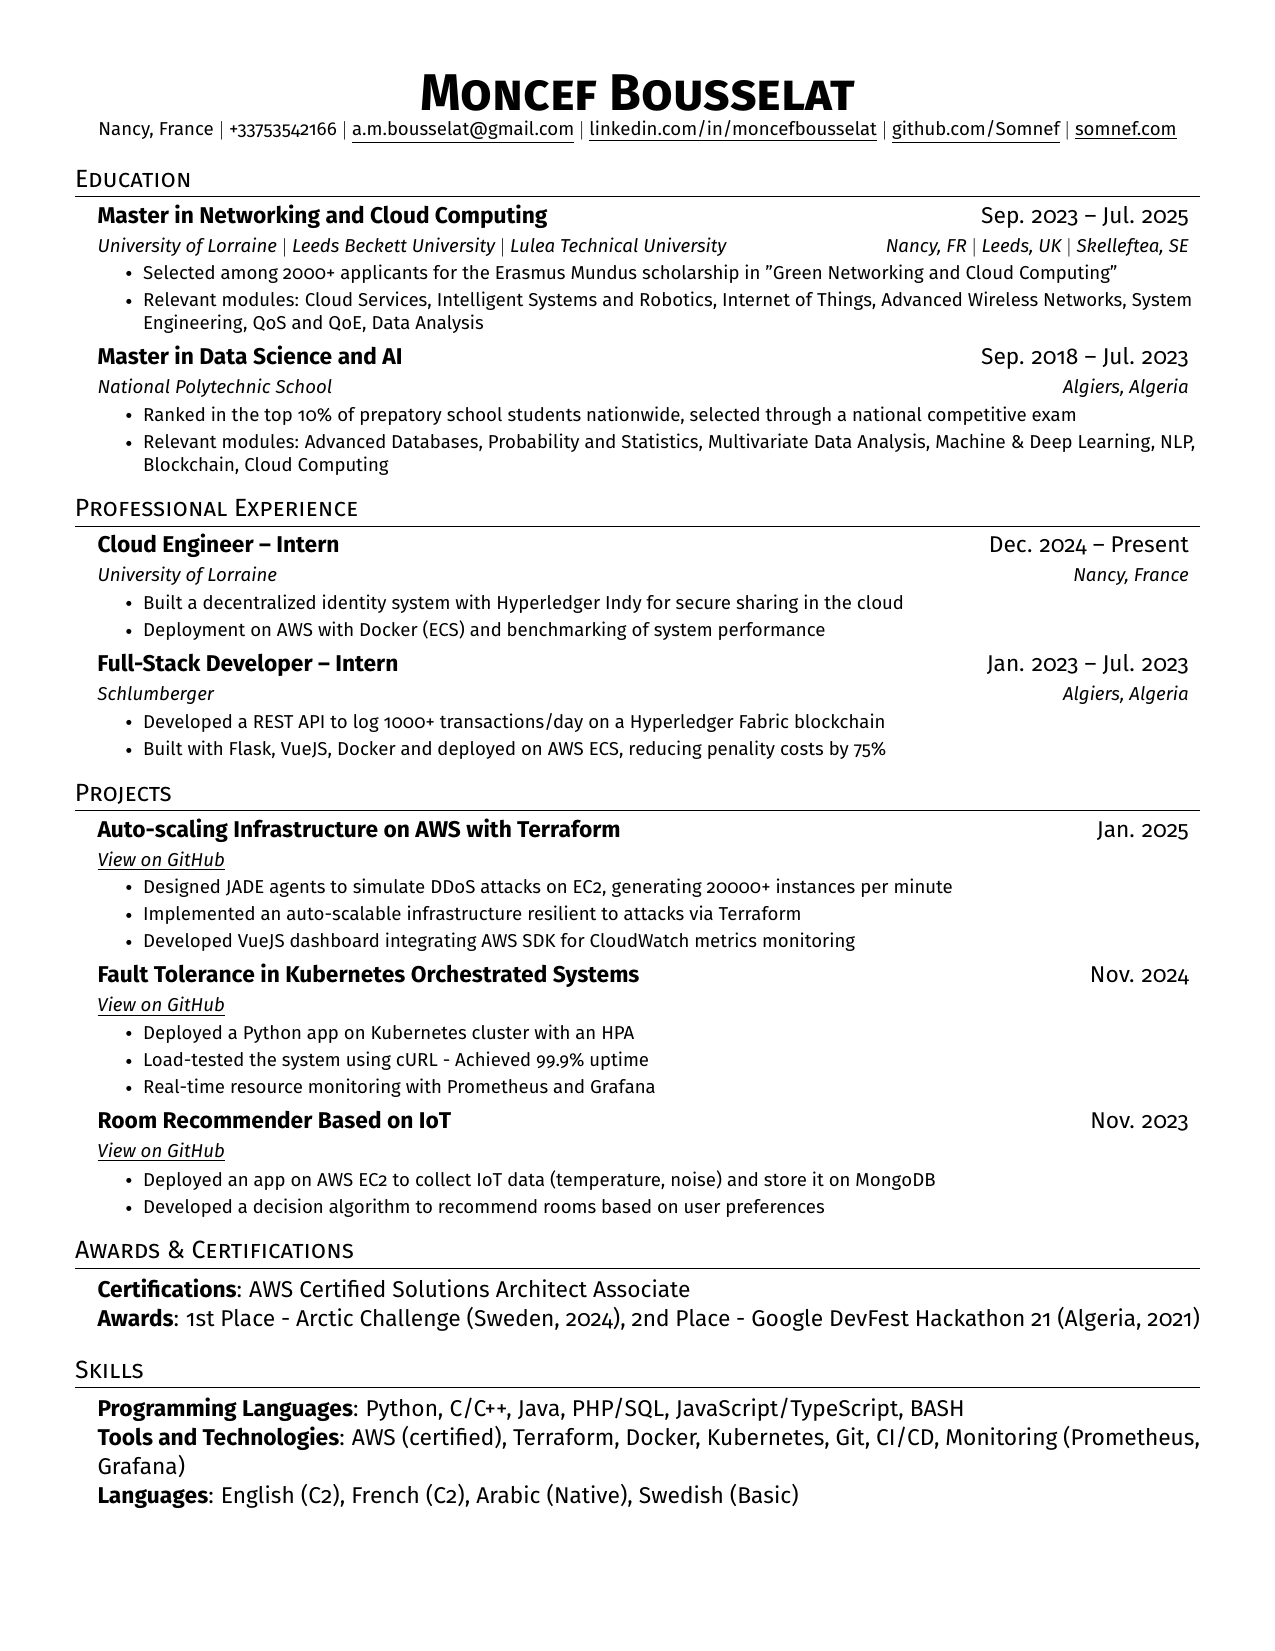 Moncef Bousselat
Nancy, France | +33753542166 | a.m.bousselat@gmail.com | linkedin.com/in/moncefbousselat | github.com/Somnef | somnef.com
Education
Master in Networking and Cloud Computing Sep. 2023 – Jul. 2025
University of Lorraine | Leeds Beckett University | Lulea Technical University Nancy, FR | Leeds, UK | Skelleftea, SE
• Selected among 2000+ applicants for the Erasmus Mundus scholarship in ”Green Networking and Cloud Computing”
• Relevant modules: Cloud Services, Intelligent Systems and Robotics, Internet of Things, Advanced Wireless Networks, System
Engineering, QoS and QoE, Data Analysis
Master in Data Science and AI Sep. 2018 – Jul. 2023
National Polytechnic School Algiers, Algeria
• Ranked in the top 10% of prepatory school students nationwide, selected through a national competitive exam
• Relevant modules: Advanced Databases, Probability and Statistics, Multivariate Data Analysis, Machine & Deep Learning, NLP,
Blockchain, Cloud Computing
Professional Experience
Cloud Engineer – Intern Dec. 2024 – Present
University of Lorraine Nancy, France
• Built a decentralized identity system with Hyperledger Indy for secure sharing in the cloud
• Deployment on AWS with Docker (ECS) and benchmarking of system performance
Full-Stack Developer – Intern Jan. 2023 – Jul. 2023
Schlumberger Algiers, Algeria
• Developed a REST API to log 1000+ transactions/day on a Hyperledger Fabric blockchain
• Built with Flask, VueJS, Docker and deployed on AWS ECS, reducing penality costs by 75%
Projects
Auto-scaling Infrastructure on AWS with Terraform Jan. 2025
View on GitHub
• Designed JADE agents to simulate DDoS attacks on EC2, generating 20000+ instances per minute
• Implemented an auto-scalable infrastructure resilient to attacks via Terraform
• Developed VueJS dashboard integrating AWS SDK for CloudWatch metrics monitoring
Fault Tolerance in Kubernetes Orchestrated Systems Nov. 2024
View on GitHub
• Deployed a Python app on Kubernetes cluster with an HPA
• Load-tested the system using cURL - Achieved 99.9% uptime
• Real-time resource monitoring with Prometheus and Grafana
Room Recommender Based on IoT Nov. 2023
View on GitHub
• Deployed an app on AWS EC2 to collect IoT data (temperature, noise) and store it on MongoDB
• Developed a decision algorithm to recommend rooms based on user preferences
Awards & Certifications
Certifications: AWS Certified Solutions Architect Associate
Awards: 1st Place - Arctic Challenge (Sweden, 2024), 2nd Place - Google DevFest Hackathon 21 (Algeria, 2021)
Skills
Programming Languages: Python, C/C++, Java, PHP/SQL, JavaScript/TypeScript, BASH
Tools and Technologies: AWS (certified), Terraform, Docker, Kubernetes, Git, CI/CD, Monitoring (Prometheus,
Grafana)
Languages: English (C2), French (C2), Arabic (Native), Swedish (Basic)